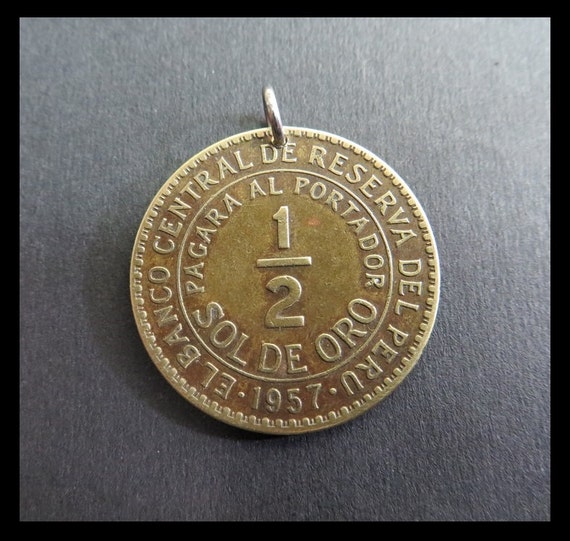 EL BANCO CENTRAL DE RESERVA DEL PERU
PAGARA AL PORTADOR
1/2
SOL DE ORO
· 1957 ·